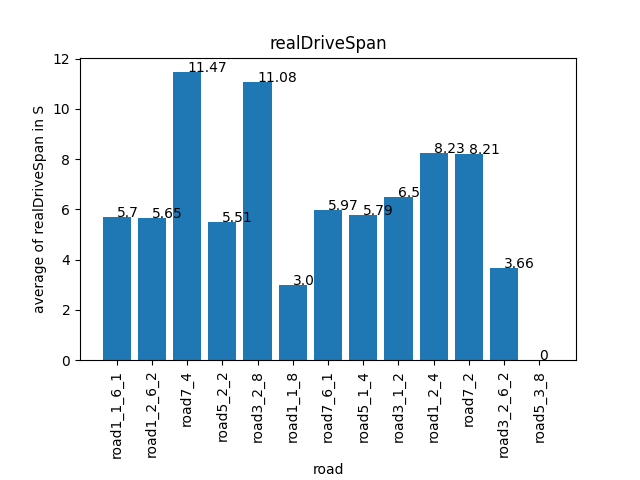 realDriveSpan
average of realDriveSpan in S
12
10
8
6
4
2
0
5.7
5.65
11.47
5.51
11.08
3.0
5.97
5.79
6.5
8.23
8.21
3.66
0
road1_1_6_1
road1_2_6_2
road7_4
road5_2_2
road3_2_8
road1_1_8
road7_6_1
road5_1_4
road3_1_2
road1_2_4
road7_2
road3_2_6_2
road5_3_8
road